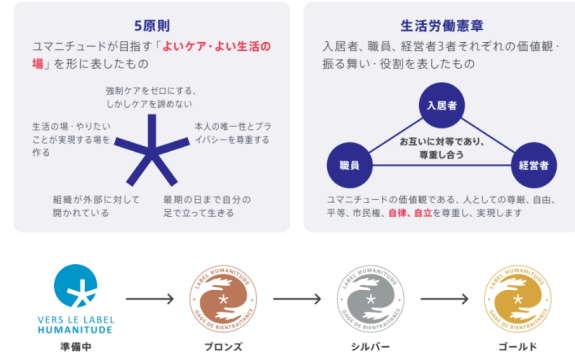 5原則
ユマニチュードが目指す「よいケア・よい生活の
場」を形に表したもの
強制ケアをゼロにする、
しかしケアを諦めない
生活の場・やりたい
ことが実現する場を
作る
本人の唯一性とプラ
イバシーを尊重する
組織が外部に対して
開かれている
最期の日まで自分の
足で立って生きる
生活労働憲章
入居者、職員、経営者3者それぞれの価値観・
振る舞い・役割を表したもの
入居者
お互いに対等であり、
尊重し合う
職員
経営者
ユマニチュードの価値観である、人としての尊厳、自由、
平等、市民権、自律、自立を尊重し、実現します
VERS LE LABEL
HUMANITUDE
準備中
LABEL HUMANITUDE
GAGE DE BIENTRAITANCE
ブロンズ
LABEL HUMANITUDE
GAGE DE BIENTRAITANCE
シルバー
LABEL HUMANITUDE
GAGE DE BIENTRAITANCE
ゴールド